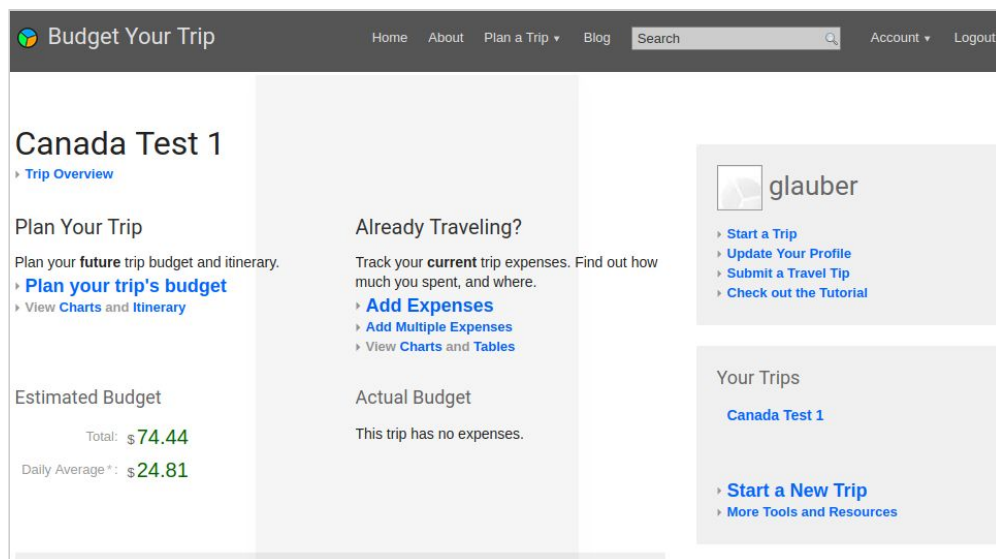 Budget Your Trip
Home About Plan a Trip ▾ Blog Search Account ▾ Logout
Canada Test 1
Trip Overview
Plan Your Trip
Plan your future trip budget and itinerary.
Plan your trip's budget
View Charts and Itinerary
Already Traveling?
Track your current trip expenses. Find out how
much you spent, and where.
Add Expenses
Add Multiple Expenses
View Charts and Tables
Estimated Budget
Total: $74.44
Daily Average*: $24.81
Actual Budget
This trip has no expenses.
glauber
Start a Trip
Update Your Profile
Submit a Travel Tip
Check out the Tutorial
Your Trips
Canada Test 1
Start a New Trip
More Tools and Resources